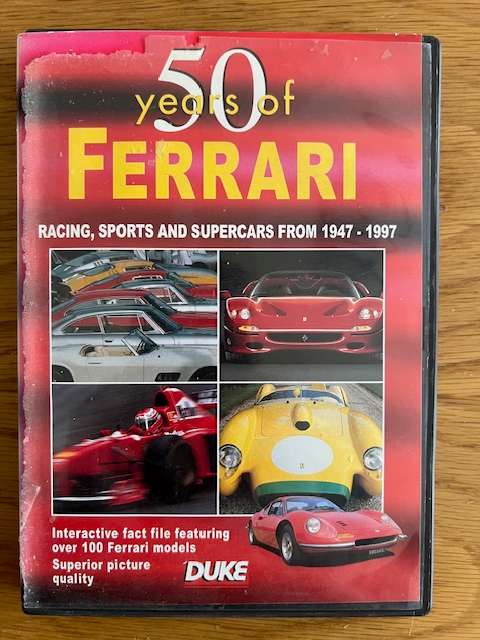 50
years of
FERRARI
RACING, SPORTS AND SUPERCARS FROM 1947 - 1997
Interactive fact file featuring
over 100 Ferrari models
Superior picture
quality
DUKE